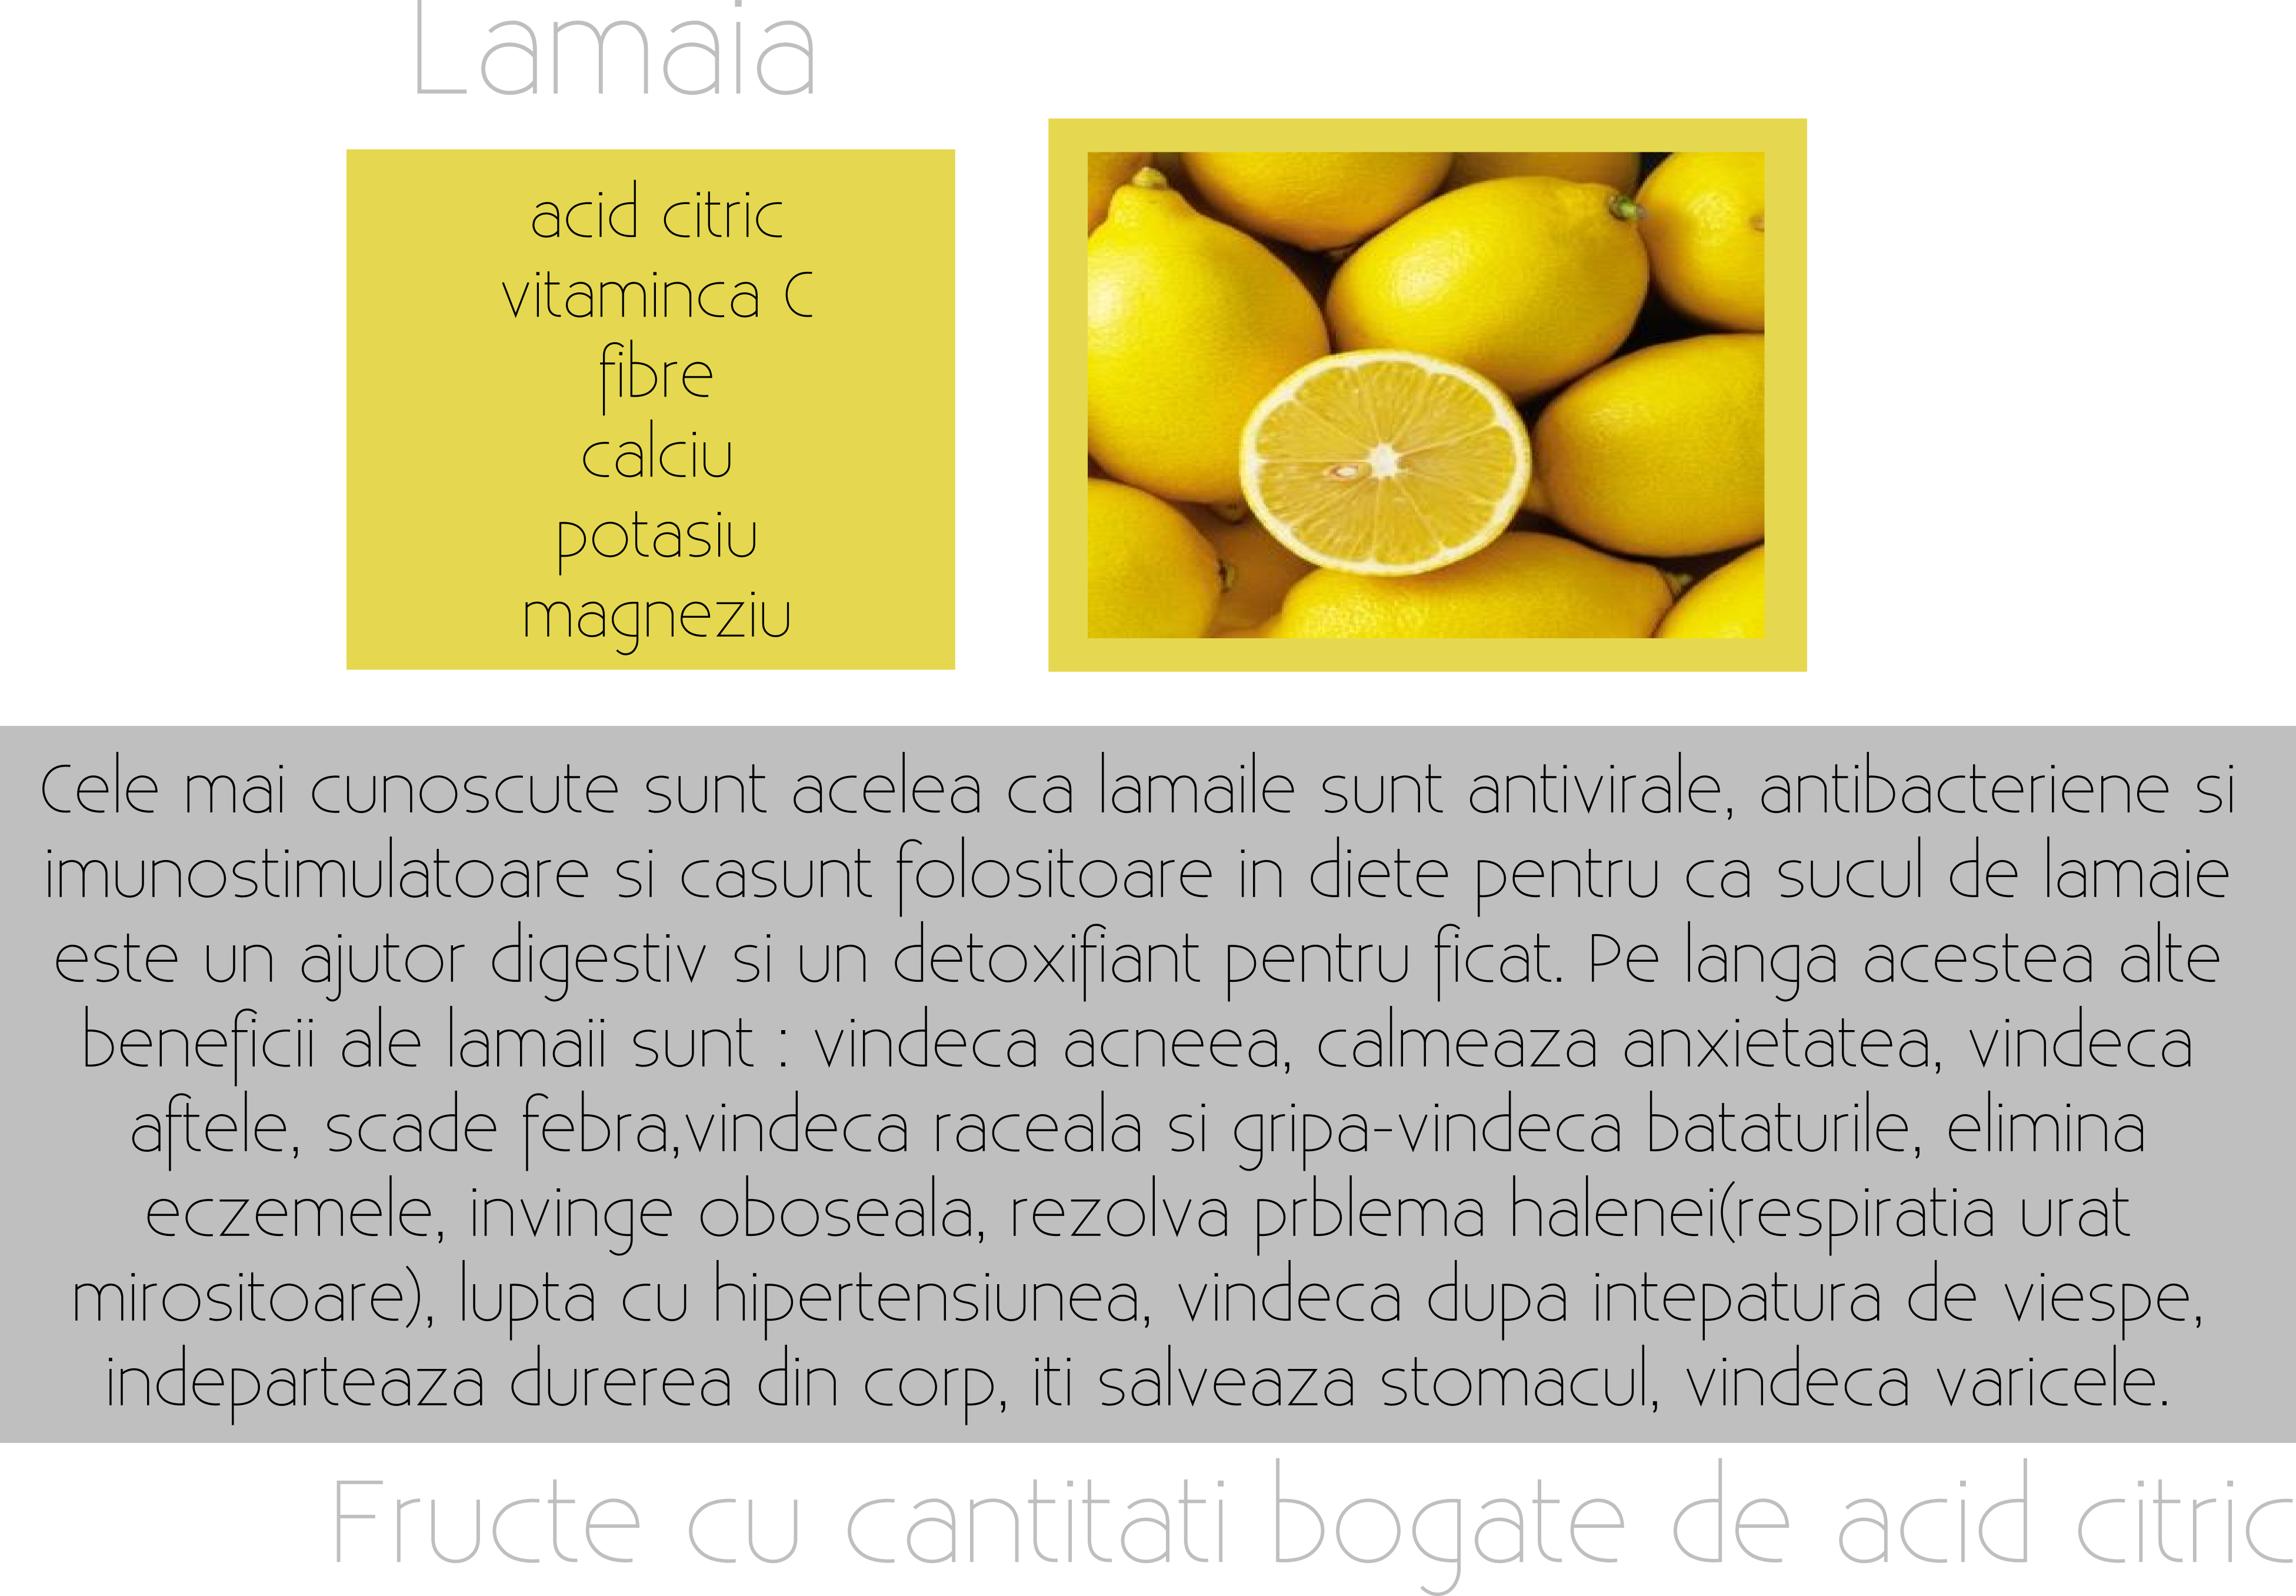 Lamaia
acid citric
vitaminca C
fibre
calciu
potasiu
magneziu
Cele mai cunoscute sunt acelea ca lamaile sunt antivirale, antibacteriene si
imunostimulatoare si casunt folositoare in diete pentru ca sucul de lamaie
este un ajutor digestiv si un detoxifiant pentru ficat. Pe langa acestea alte
beneficii ale lamaii sunt : vindeca acneea, calmeaza anxietatea, vindeca
aftele, scade febra,vindeca raceala si gripa-vindeca bataturile, elimina
eczemele, invinge oboseala, rezolva prblema halenei(respiratia urat
mirositoare), lupta cu hipertensiunea, vindeca dupa intepatura de viespe,
indeparteaza durerea din corp, iti salveaza stomacul, vindeca varicele.
Fructe cu cantitati bogate de acid citric